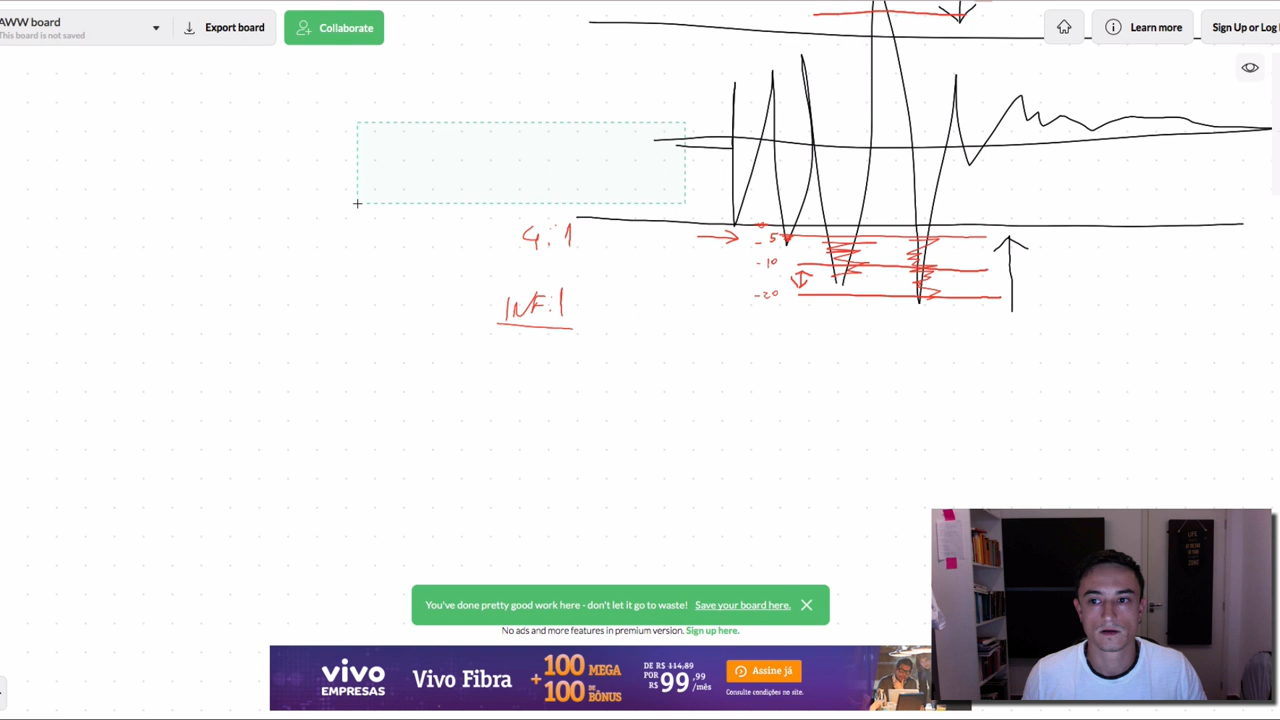 AWW board
This board is not saved
Export board
Collaborate
Learn more
Sign Up or Log I
4:1
-5
-10
INF:1
-20
You've done pretty good work here - don't let it go to waste! Save your board here.
No ads and more features in premium version. Sign up here.
vivo
EMPRESAS
Vivo Fibra
+100 MEGA
100 DE BÔNUS
DE R$ 114,89
POR
R$ 99,99
/mês
Assine já
Consulte condições no site.